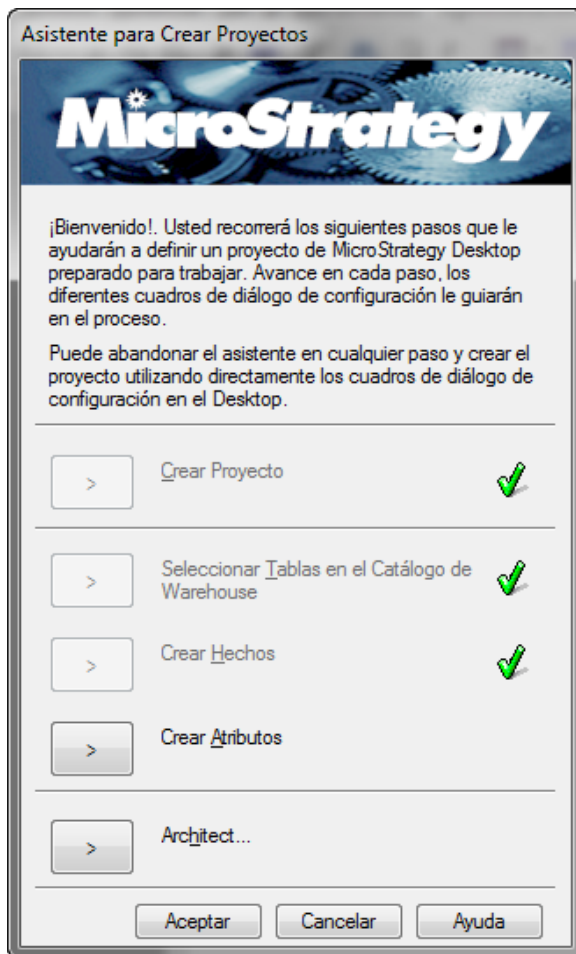 Asistente para Crear Proyectos
MicroStrategy
¡Bienvenido!. Usted recorrerá los siguientes pasos que le
ayudarán a definir un proyecto de MicroStrategy Desktop
preparado para trabajar. Avance en cada paso, los
diferentes cuadros de diálogo de configuración le guiarán
en el proceso.
Puede abandonar el asistente en cualquier paso y crear el
proyecto utilizando directamente los cuadros de diálogo de
configuración en el Desktop.
> Crear Proyecto
> Seleccionar Tablas en el Catálogo de
Warehouse
> Crear Hechos
> Crear Atributos
> Architect...
Aceptar Cancelar Ayuda